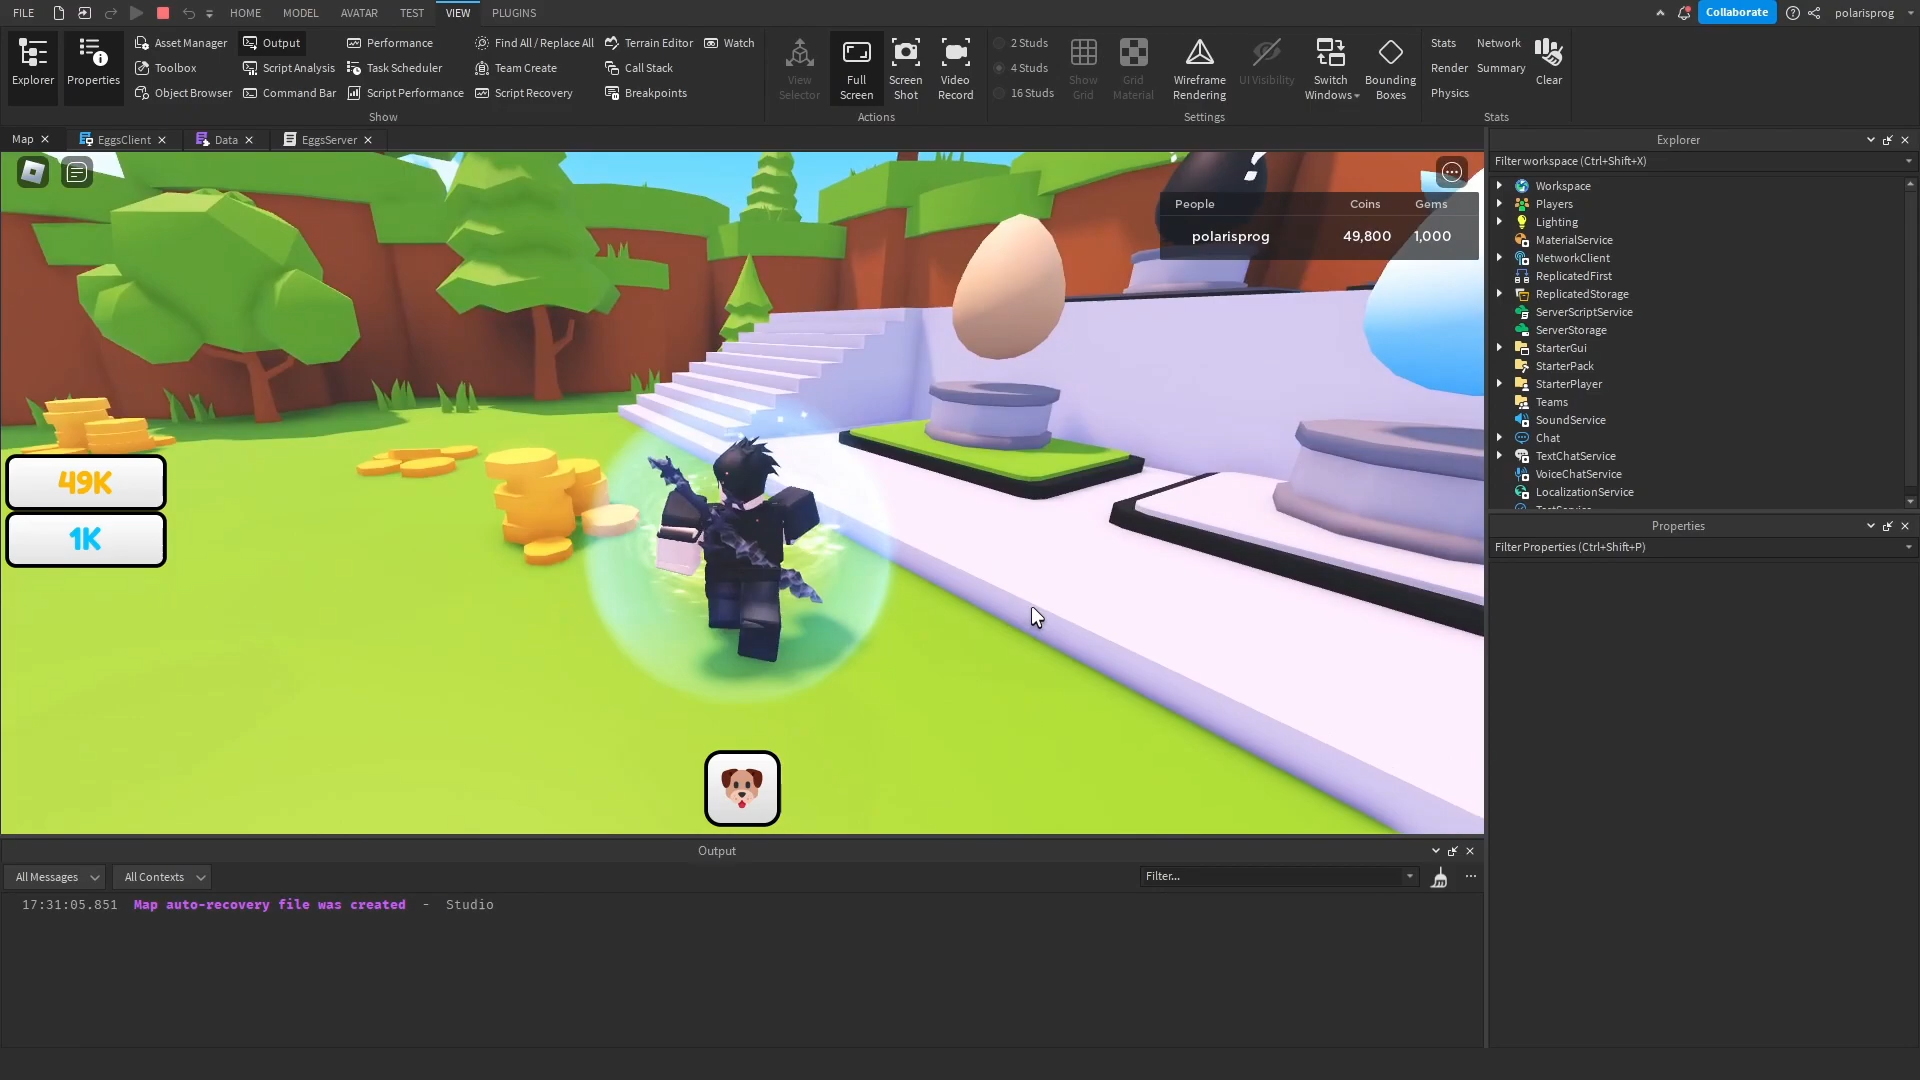 FILE HOME MODEL AVATAR TEST VIEW PLUGINS Collaborate polarisprog
Explorer
Properties
Asset Manager Output Performance Find All / Replace All Terrain Editor Watch
Toolbox Script Analysis Task Scheduler Team Create Call Stack
Object Browser Command Bar Script Performance Script Recovery Breakpoints
Show
View
Selector
Full
Screen
Screen
Shot
Video
Record
Actions
2 Studs
4 Studs
16 Studs
Show
Grid
Grid
Material
Wireframe
Rendering
UI Visibility
Switch
Windows
Bounding
Boxes
Settings
Stats Network
Render Summary
Physics
Clear
Stats
Map EggsClient Data EggsServer
People Coins Gems
polarisprog 49,800 1,000
49K
1K
Output
All Messages All Contexts Filter...
17:31:05.851 Map auto-recovery file was created - Studio
Explorer
Filter workspace (Ctrl+Shift+X)
Workspace
Players
Lighting
MaterialService
NetworkClient
ReplicatedFirst
ReplicatedStorage
ServerScriptService
ServerStorage
StarterGui
StarterPack
StarterPlayer
Teams
SoundService
Chat
TextChatService
VoiceChatService
LocalizationService
Properties
Filter Properties (Ctrl+Shift+P)